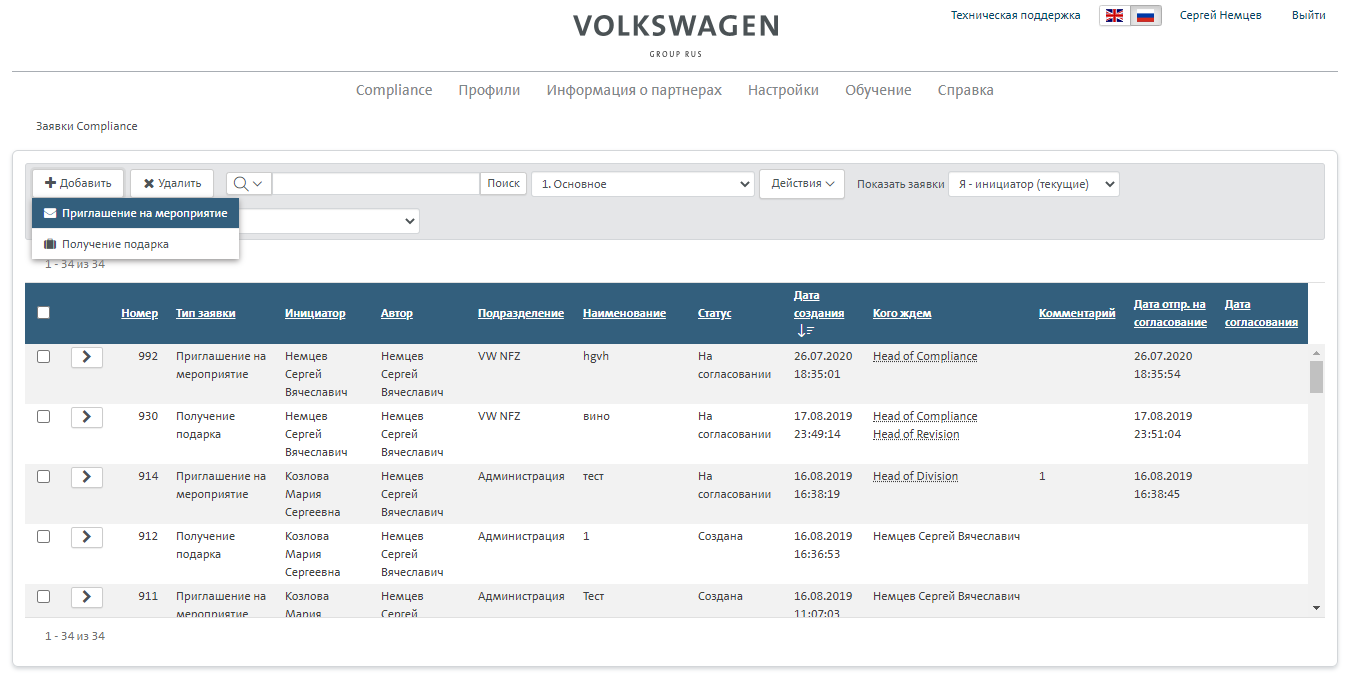 VOLKSWAGEN
GROUP RUS
Техническая поддержка
Сергей Немцев
Выйти
Compliance Профили Информация о партнерах Настройки Обучение Справка
Заявки Compliance
Добавить Удалить Поиск 1. Основное Действия Показать заявки Я - инициатор (текущие)
Приглашение на мероприятие
Получение подарка
1 - 34 из 34
Номер Тип заявки Инициатор Автор Подразделение Наименование Статус Дата создания Кого ждем Комментарий Дата отпр. на согласование Дата согласования
992 Приглашение на мероприятие Немцев Сергей Вячеславич Немцев Сергей Вячеславич VW NFZ hgvh На согласовании 26.07.2020 18:35:01 Head of Compliance 26.07.2020 18:35:54
930 Получение подарка Немцев Сергей Вячеславич Немцев Сергей Вячеславич VW NFZ вино На согласовании 17.08.2019 23:49:14 Head of Compliance Head of Revision 17.08.2019 23:51:04
914 Приглашение на мероприятие Козлова Мария Сергеевна Немцев Сергей Вячеславич Администрация тест На согласовании 16.08.2019 16:38:19 Head of Division 1 16.08.2019 16:38:45
912 Получение подарка Козлова Мария Сергеевна Немцев Сергей Вячеславич Администрация 1 Создана 16.08.2019 16:36:53 Немцев Сергей Вячеславич
911 Приглашение на мероприятие Козлова Мария Немцев Сергей Администрация Тест Создана 16.08.2019 11:07:03 Немцев Сергей Вячеславич
1 - 34 из 34